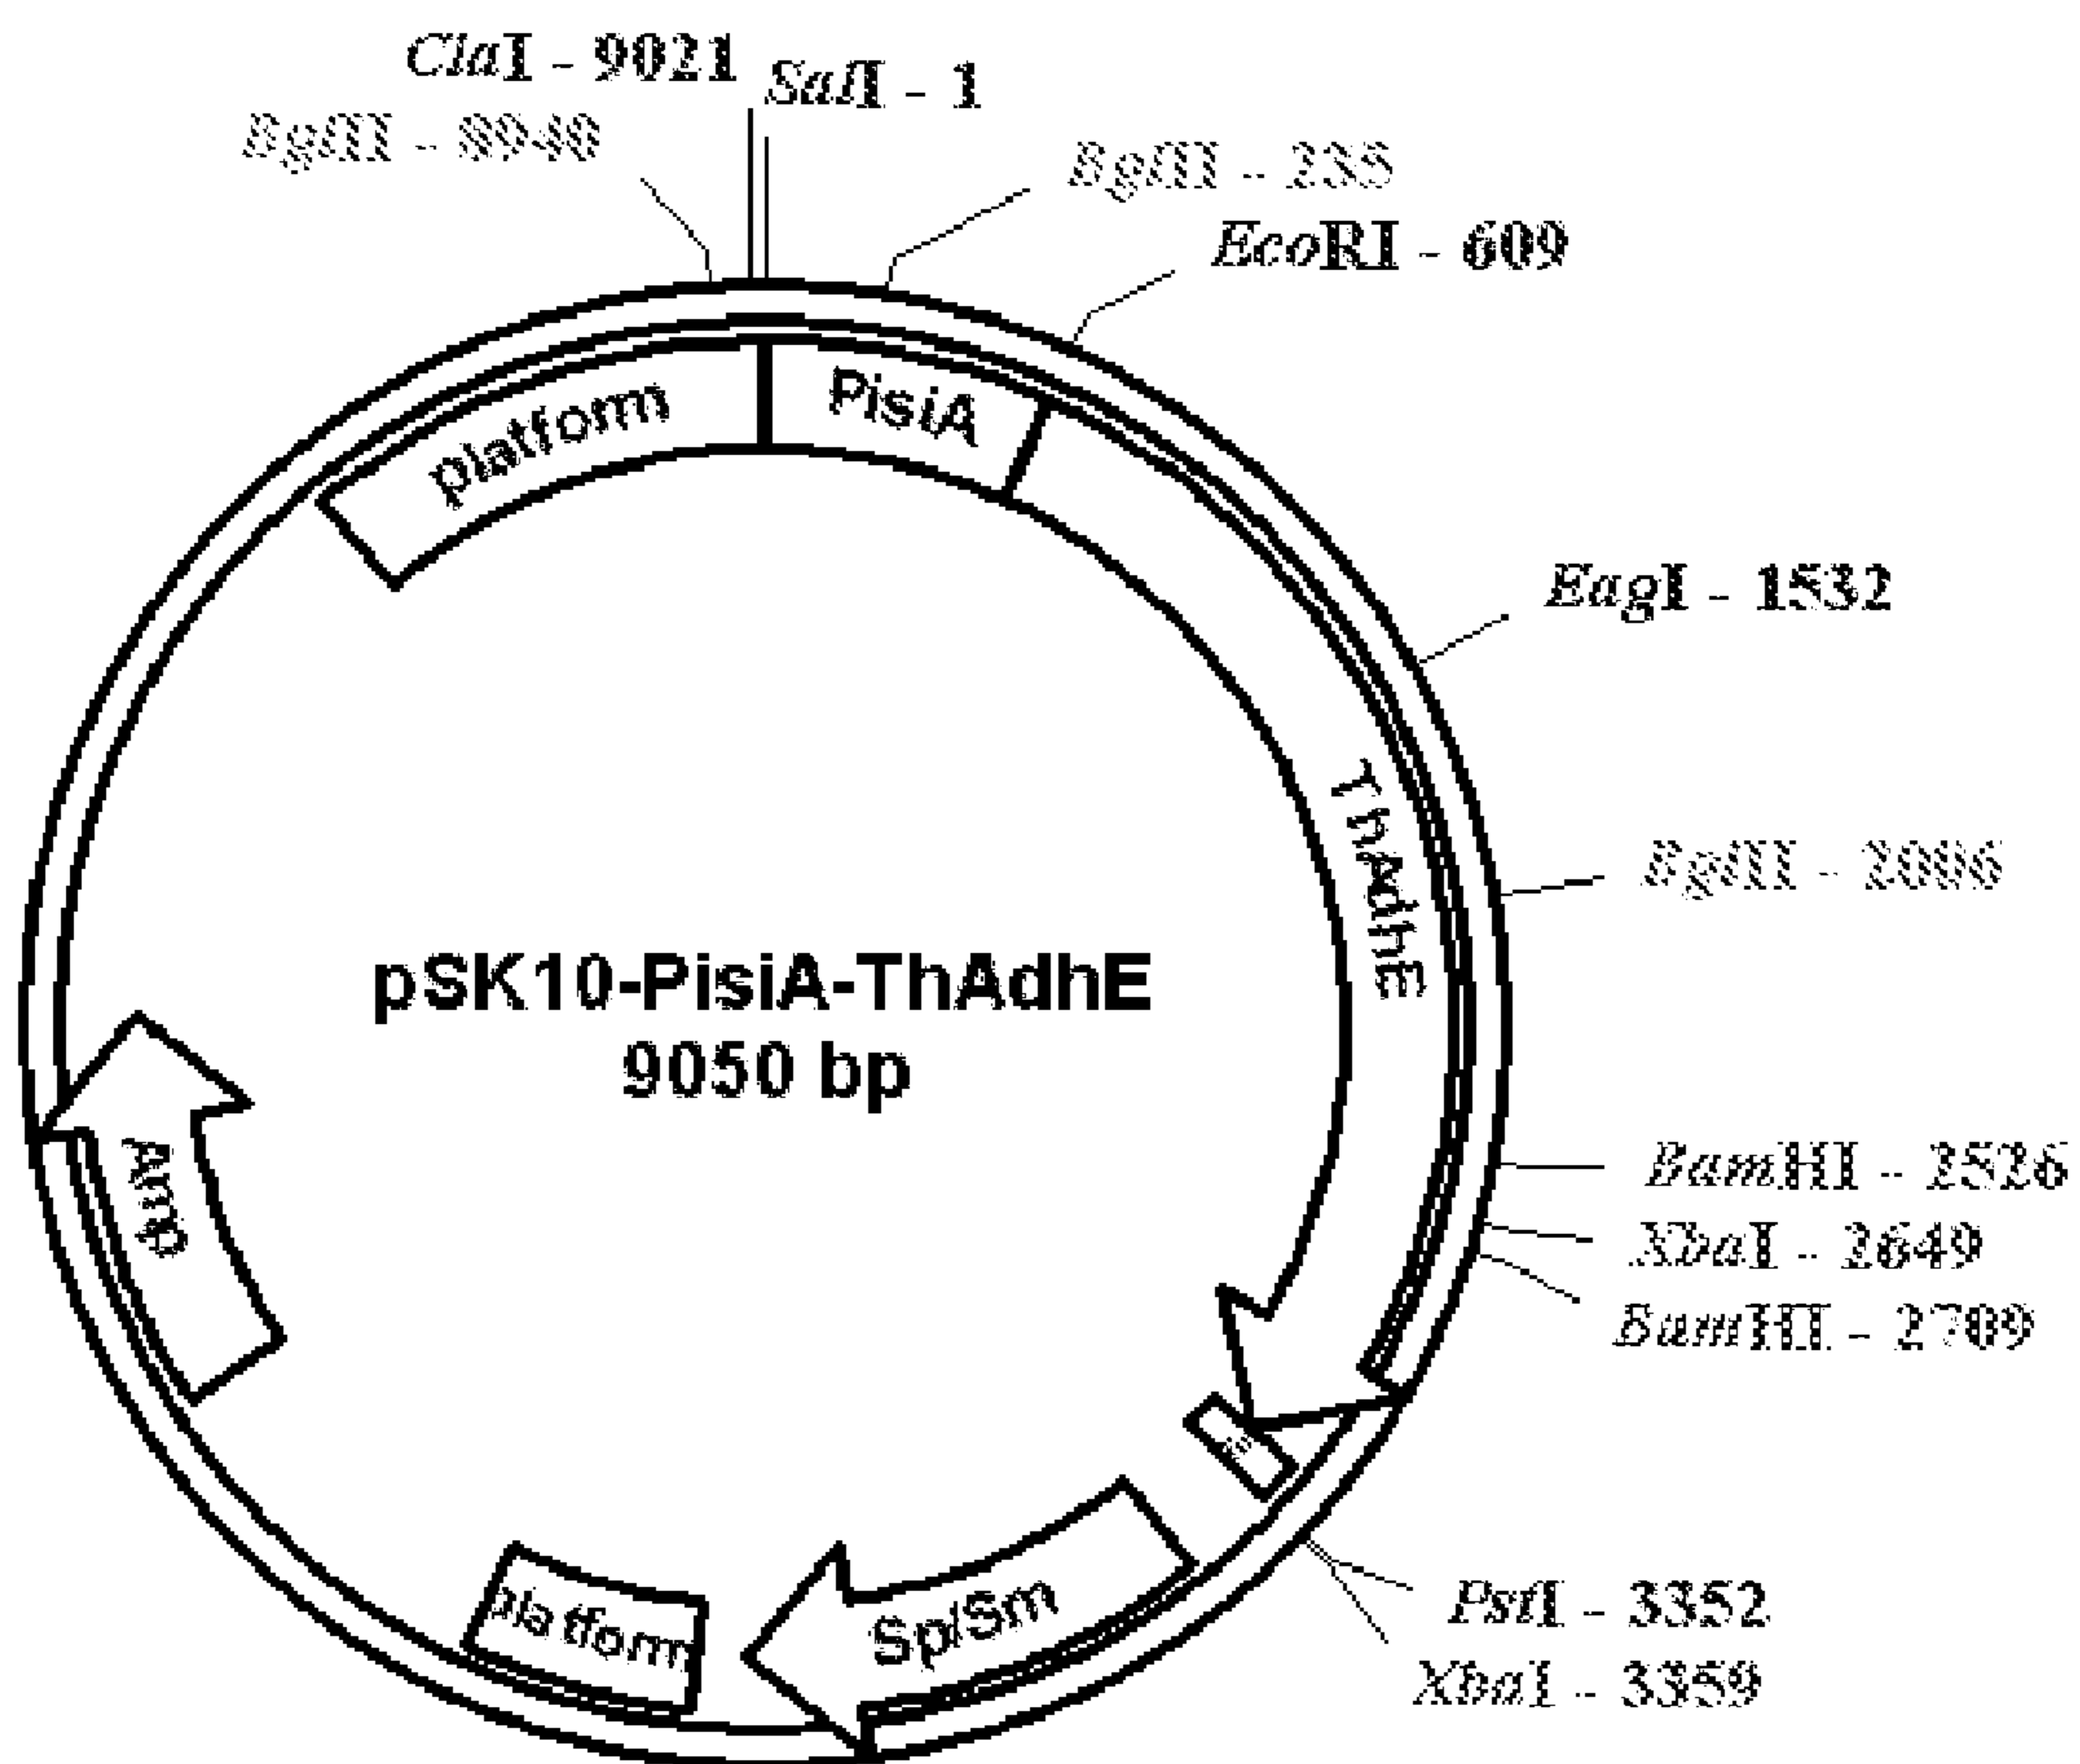 ClaI - 9021
SalI - 1
BglII - 8940
BglII - 235
EcoRI - 609
platform
PisiA
EagI - 1532
ThAdhE
BglII - 2006
pSK10-PisiA-ThAdhE
9050 bp
BamHI - 2526
Amp
XbaI - 2649
BamHI - 2709
Sp/Sm
Platform
PstI - 3352
XbaI - 3359